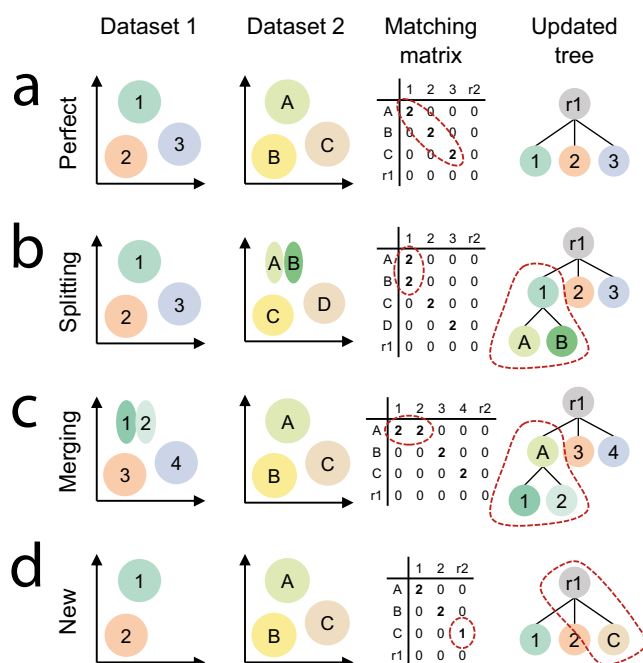 Dataset 1 Dataset 2 Matching matrix Updated tree
a
Perfect
1
2
3
A
B
C
1 2 3 r2
A 2 0 0 0
B 0 2 0 0
C 0 0 2 0
r1 0 0 0 0
r1
1 2 3
b
Splitting
1
2
3
A B
C
D
1 2 3 r2
A 2 0 0 0
B 2 0 0 0
C 0 2 0 0
D 0 0 2 0
r1 0 0 0 0
r1
1 2 3
A B
c
Merging
1 2
3
4
A
B
C
1 2 3 4 r2
A 2 2 0 0 0
B 0 0 2 0 0
C 0 0 0 2 0
r1 0 0 0 0 0
r1
A 3 4
1 2
d
New
1
2
A
B
C
1 2 r2
A 2 0 0
B 0 2 0
C 0 0 1
r1 0 0 0
r1
1 2 C